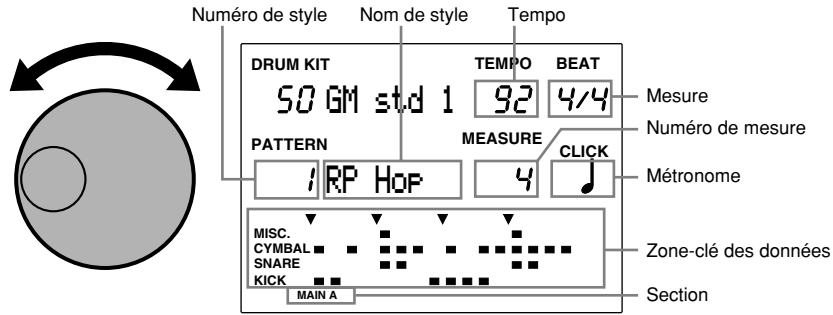 Numéro de style Nom de style Tempo
DRUM KIT TEMPO BEAT
50 GM std 1 92 4/4
Mesure
Numéro de mesure
PATTERN MEASURE CLICK
1 RP Hop 4
Métronome
MISC.
CYMBAL
SNARE
KICK
Zone-clé des données
MAIN A
Section